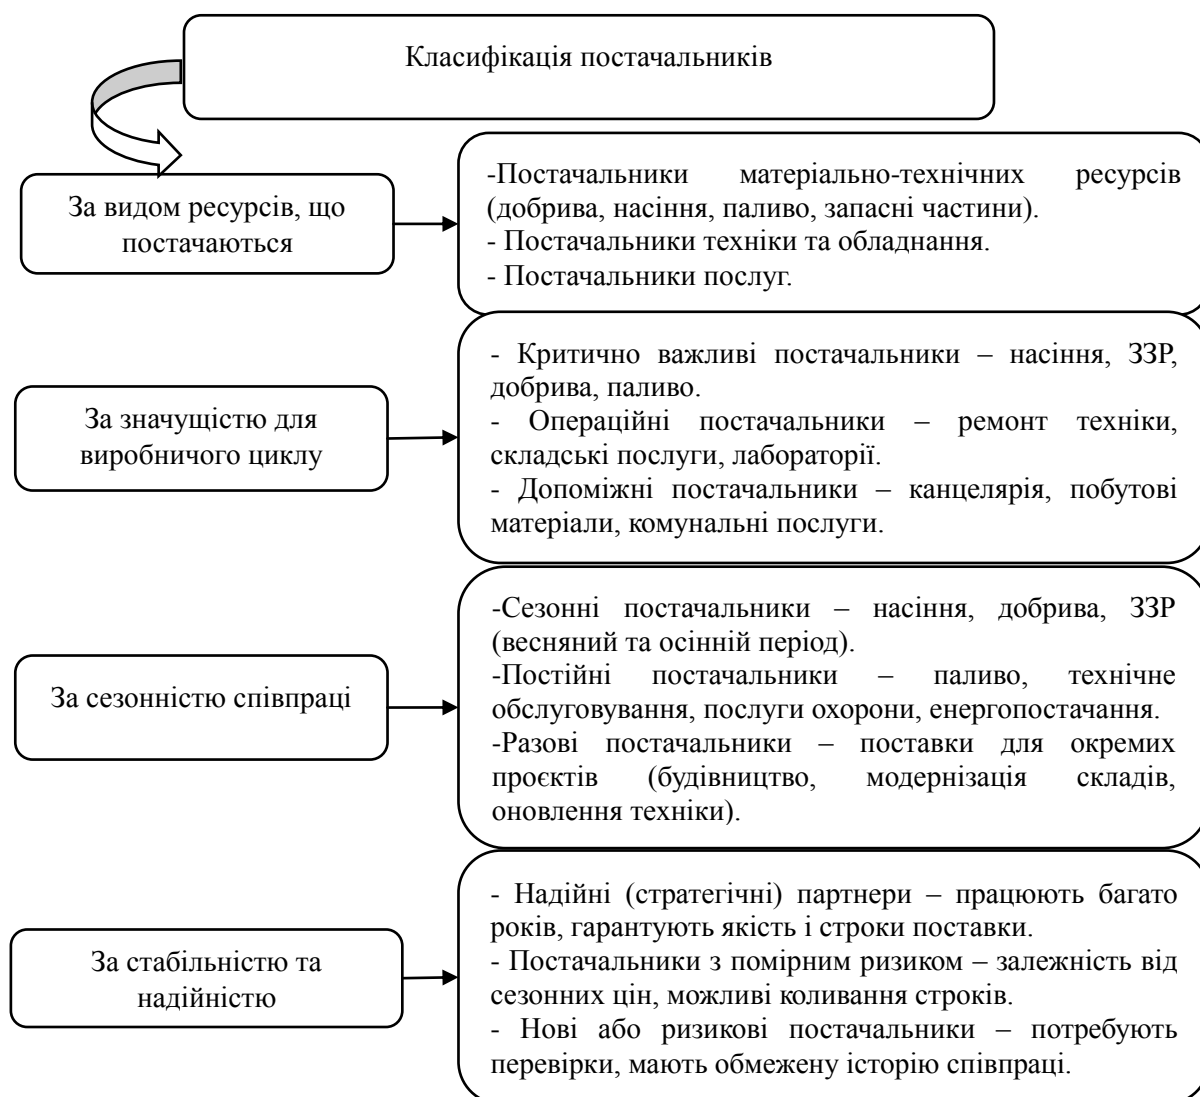 Класифікація постачальників
За видом ресурсів, що
постачаються
-Постачальники матеріально-технічних ресурсів
(добрива, насіння, паливо, запасні частини).
- Постачальники техніки та обладнання.
- Постачальники послуг.
За значущістю для
виробничого циклу
- Критично важливі постачальники – насіння, ЗЗР,
добрива, паливо.
- Операційні постачальники – ремонт техніки,
складські послуги, лабораторії.
- Допоміжні постачальники – канцелярія, побутові
матеріали, комунальні послуги.
За сезонністю співпраці
-Сезонні постачальники – насіння, добрива, ЗЗР
(весняний та осінній період).
-Постійні постачальники – паливо, технічне
обслуговування, послуги охорони, енергопостачання.
-Разові постачальники – поставки для окремих
проєктів (будівництво, модернізація складів,
оновлення техніки).
За стабільністю та
надійністю
- Надійні (стратегічні) партнери – працюють багато
років, гарантують якість і строки поставки.
- Постачальники з помірним ризиком – залежність від
сезонних цін, можливі коливання строків.
- Нові або ризикові постачальники – потребують
перевірки, мають обмежену історію співпраці.